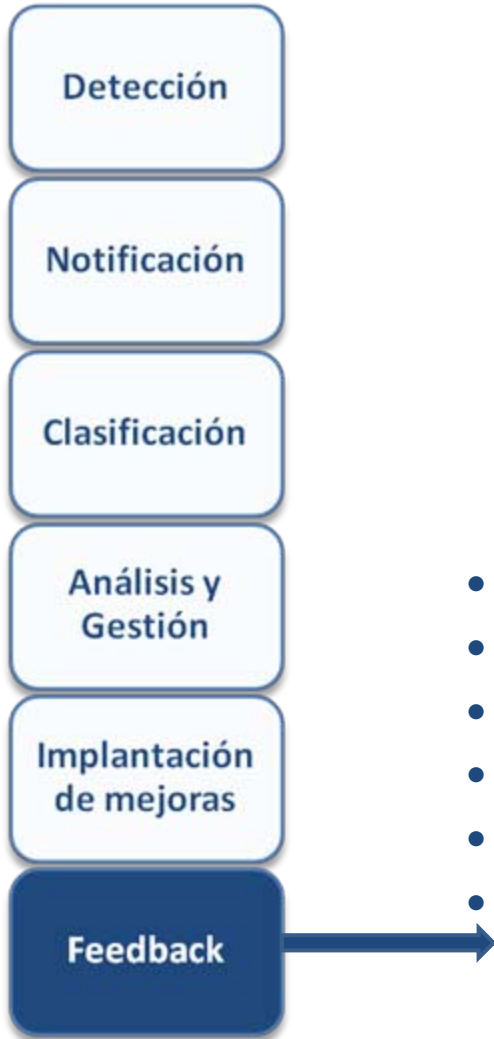 Detección
Notificación
Clasificación
Análisis y
Gestión
Implantación
de mejoras
Feedback